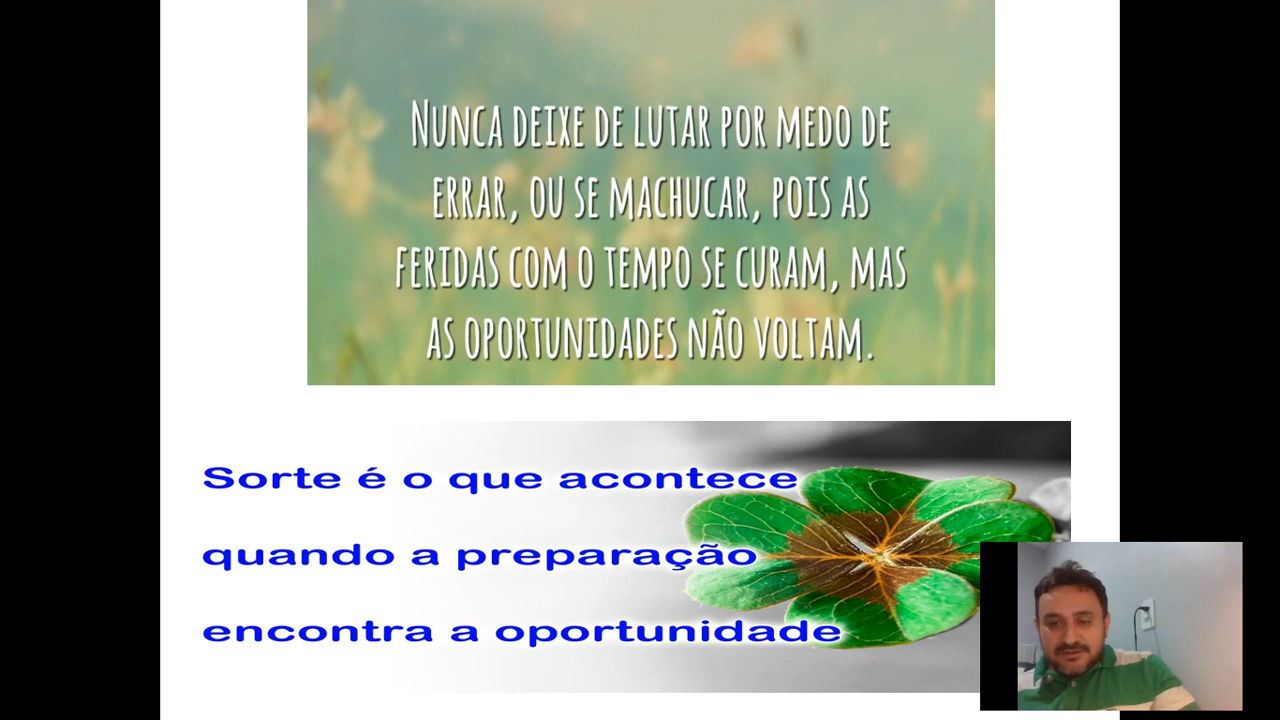 Nunca deixe de lutar por medo de
errar, ou se machucar, pois as
feridas com o tempo se curam, mas
as oportunidades não voltam.
Sorte é o que acontece
quando a preparação
encontra a oportunidade